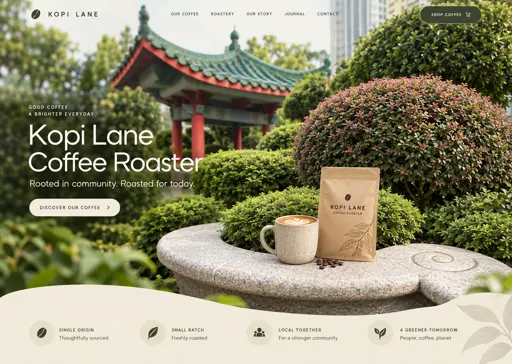 KOPI LANE
OUR COFFEE
ROASTERY
OUR STORY
JOURNAL
CONTACT
SHOP COFFEE
GOOD COFFEE
A BRIGHTER EVERYDAY
Kopi Lane
Coffee Roaster
Rooted in community. Roasted for today.
DISCOVER OUR COFFEE
KOPI LANE
COFFEE ROASTER
SINGLE ORIGIN
Thoughtfully sourced
SMALL BATCH
Freshly roasted
LOCAL TOGETHER
For a stronger community
A GREENER TOMORROW
People, coffee, planet